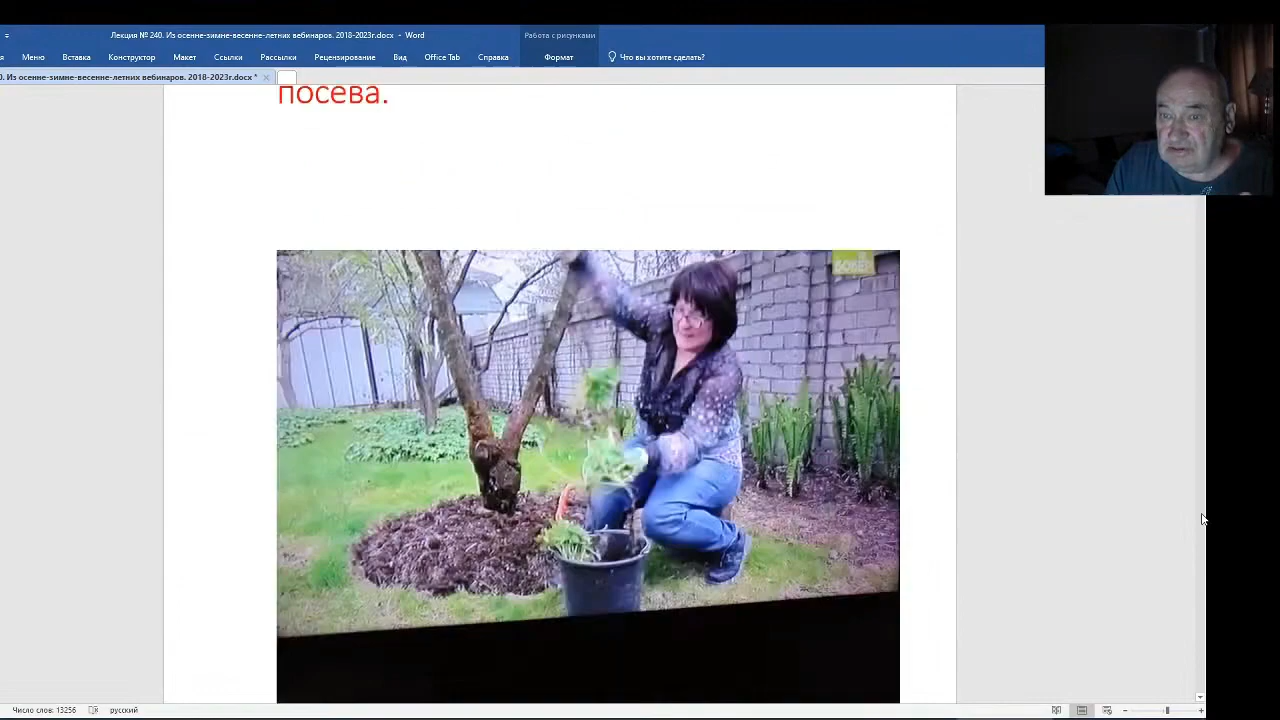 Лекция № 240. Из осенне-зимне-весенне-летних вебинаров. 2018-2023г.docx - Word
Работа с рисунками
Меню Вставка Конструктор Макет Ссылки Рассылки Рецензирование Вид Office Tab Справка Формат Что вы хотите сделать?
Из осенне-зимне-весенне-летних вебинаров. 2018-2023г.docx *
посева.
БОБЁР
Число слов: 13256 русский